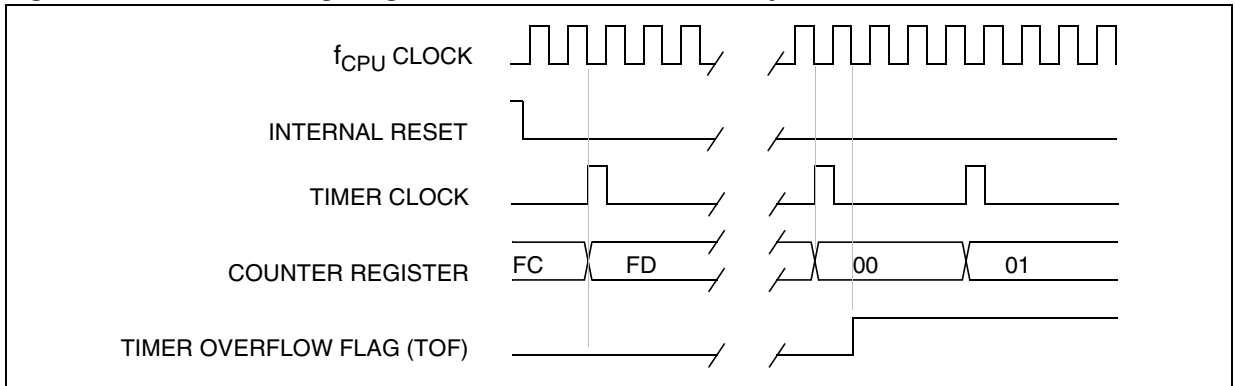 fCPU CLOCK
INTERNAL RESET
TIMER CLOCK
COUNTER REGISTER FC FD 00 01
TIMER OVERFLOW FLAG (TOF)